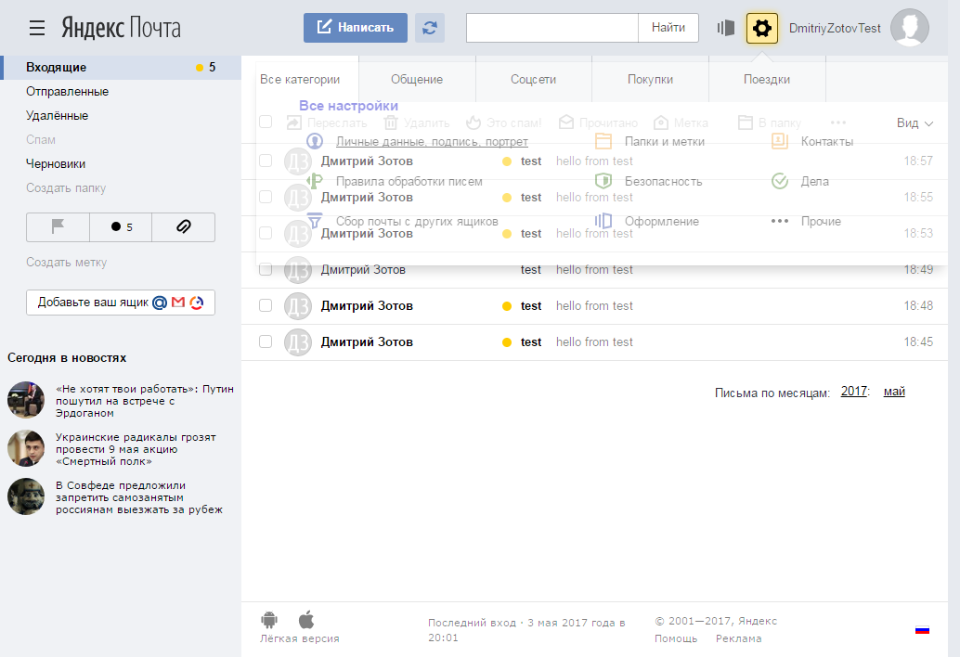 Яндекс Почта
Написать
Найти
DmitriyZotovTest
Входящие 5
Отправленные
Удалённые
Спам
Черновики
Создать папку
5
Создать метку
Добавьте ваш ящик
Сегодня в новостях
«Не хотят твои работать»: Путин
пошутил на встрече с
Эрдоганом
Украинские радикалы грозят
провести 9 мая акцию
«Смертный полк»
В Совфеде предложили
запретить самозанятым
россиянам выезжать за рубеж
Все категории Общение Соцсети Покупки Поездки
Все настройки
Переслать Удалить Это спам! Прочитано Метка В папку Вид
Личные данные, подпись, портрет Папки и метки Контакты
ДЗ Дмитрий Зотов test hello from test 18:57
Правила обработки писем Безопасность Дела
ДЗ Дмитрий Зотов test hello from test 18:55
Сбор почты с других ящиков Оформление Прочие
ДЗ Дмитрий Зотов test hello from test 18:53
ДЗ Дмитрий Зотов test hello from test 18:49
ДЗ Дмитрий Зотов test hello from test 18:48
ДЗ Дмитрий Зотов test hello from test 18:45
Письма по месяцам: 2017: май
Лёгкая версия
Последний вход · 3 мая 2017 года в
20:01
© 2001—2017, Яндекс
Помощь Реклама